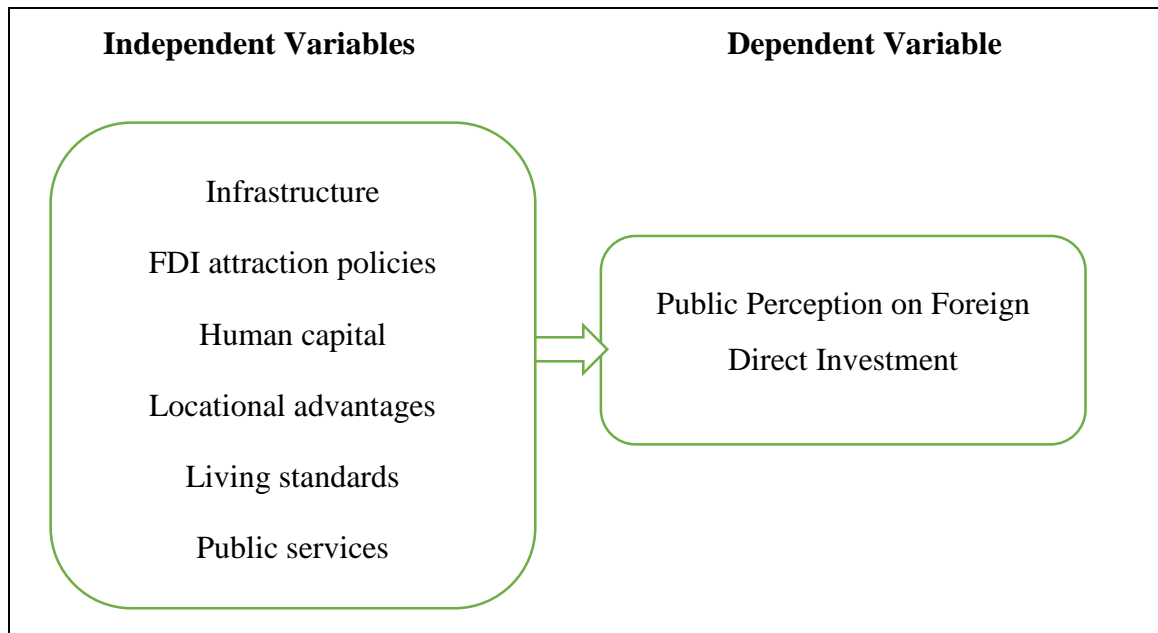 Independent Variables
Dependent Variable
Infrastructure
FDI attraction policies
Human capital
Locational advantages
Living standards
Public services
Public Perception on Foreign
Direct Investment